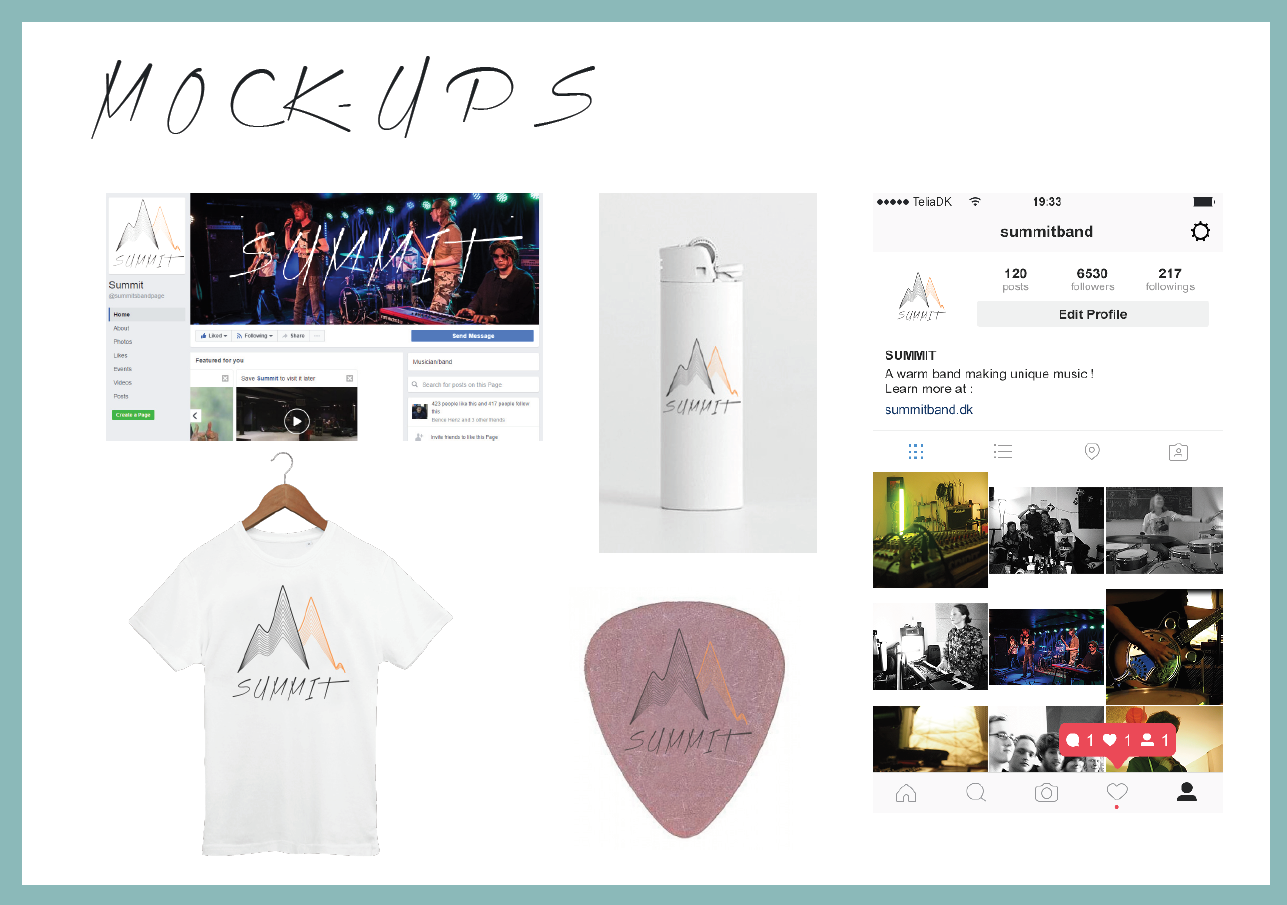 MOCK-UPS
SUMMIT
SUMMIT
Summit
@summitsbandpage
Home
About
Photos
Likes
Events
Videos
Posts
Create a Page
Liked
Following
Share
Send Message
Featured for you
Save Summit to visit it later
Musician/band
Search for posts on this Page
423 people like this and 417 people follow
this
and 3 other friends
Invite friends to like this Page
SUMMIT
SUMMIT
SUMMIT
TeliaDK 19:33
summitband
120 6530 217
posts followers followings
Edit Profile
SUMMIT
SUMMIT
A warm band making unique music !
Learn more at :
summitband.dk
1 1 1